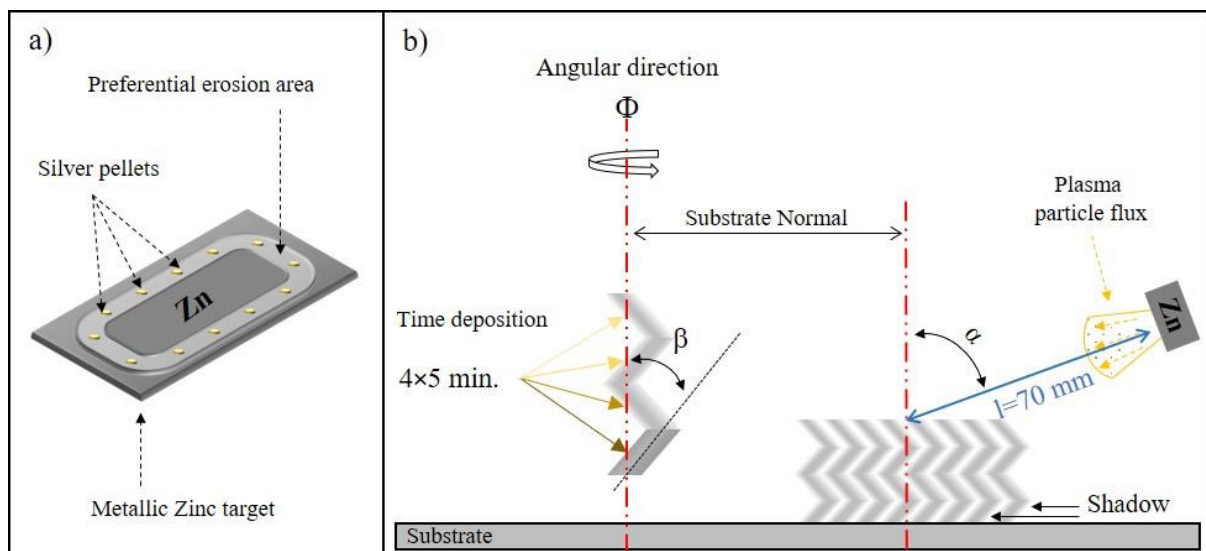 a)
Preferential erosion area
Silver pellets
Zn
Metallic Zinc target
b)
Angular direction
Φ
Substrate Normal
Plasma
particle flux
Zn
α
l=70 mm
Time deposition
4×5 min.
β
Shadow
Substrate